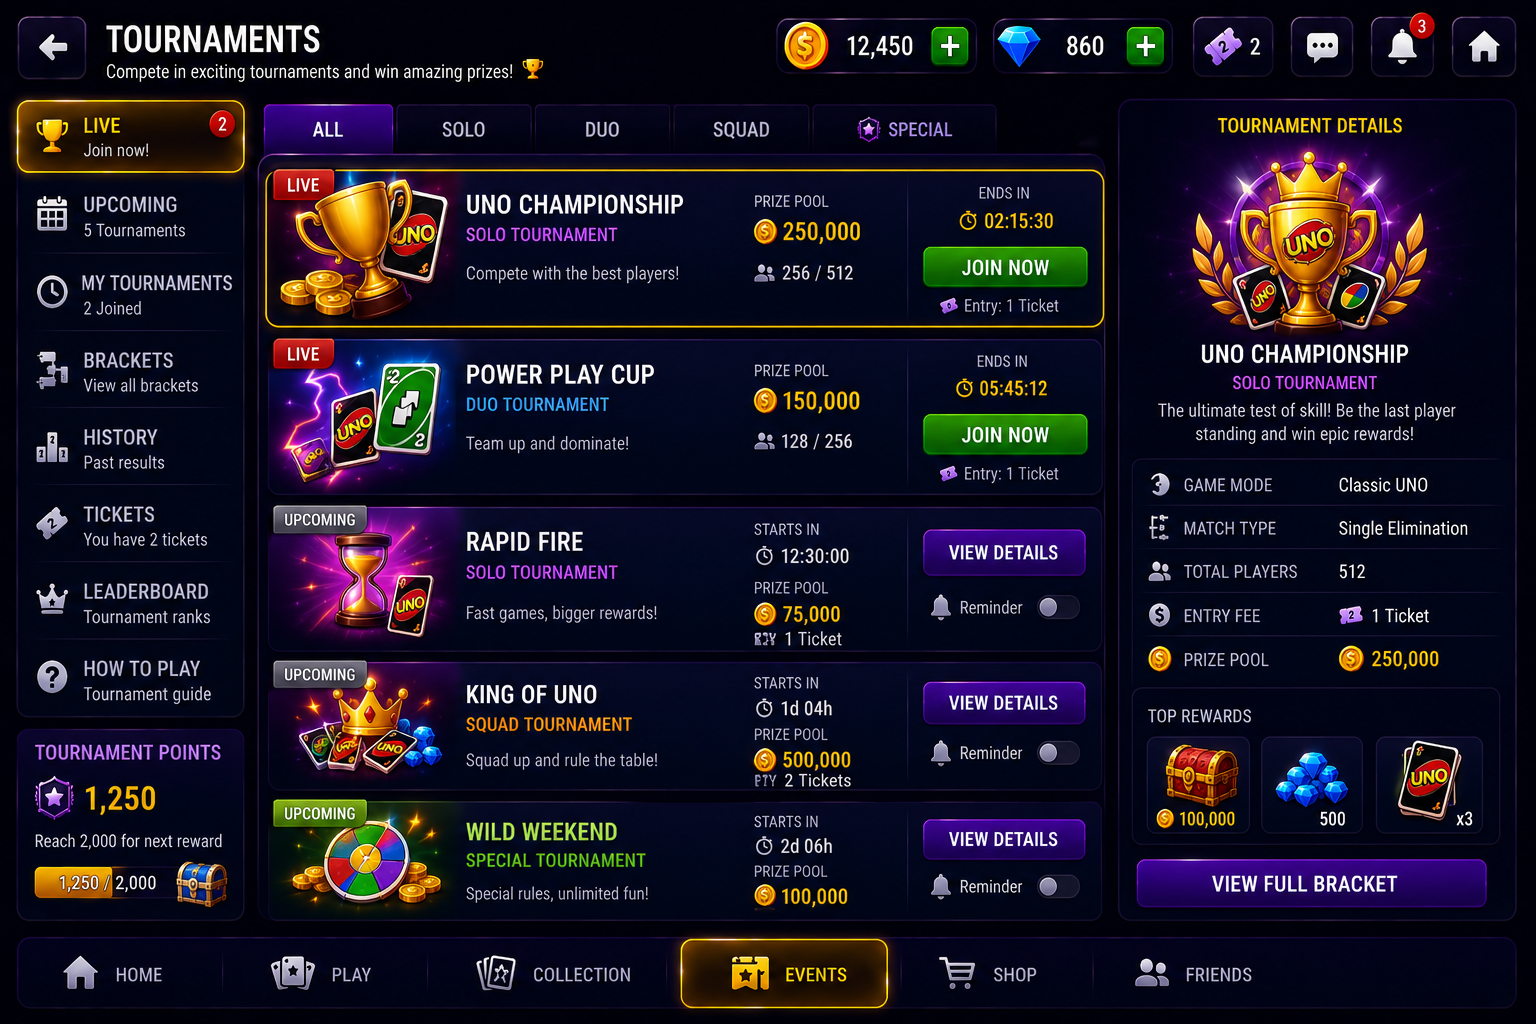 TOURNAMENTS
Compete in exciting tournaments and win amazing prizes!
12,450
860
2
2
3
LIVE
Join now!
2
UPCOMING
5 Tournaments
MY TOURNAMENTS
2 Joined
BRACKETS
View all brackets
HISTORY
Past results
TICKETS
You have 2 tickets
LEADERBOARD
Tournament ranks
HOW TO PLAY
Tournament guide
TOURNAMENT POINTS
1,250
Reach 2,000 for next reward
1,250 / 2,000
ALL
SOLO
DUO
SQUAD
SPECIAL
LIVE
UNO
UNO CHAMPIONSHIP
SOLO TOURNAMENT
Compete with the best players!
PRIZE POOL
250,000
256 / 512
ENDS IN
02:15:30
JOIN NOW
Entry: 1 Ticket
LIVE
UNO
2
2
POWER PLAY CUP
DUO TOURNAMENT
Team up and dominate!
PRIZE POOL
150,000
128 / 256
ENDS IN
05:45:12
JOIN NOW
Entry: 1 Ticket
UPCOMING
UNO
RAPID FIRE
SOLO TOURNAMENT
Fast games, bigger rewards!
STARTS IN
12:30:00
PRIZE POOL
75,000
1 Ticket
VIEW DETAILS
Reminder
UPCOMING
UNO
KING OF UNO
SQUAD TOURNAMENT
Squad up and rule the table!
STARTS IN
1d 04h
PRIZE POOL
500,000
2 Tickets
VIEW DETAILS
Reminder
UPCOMING
WILD WEEKEND
SPECIAL TOURNAMENT
Special rules, unlimited fun!
STARTS IN
2d 06h
PRIZE POOL
100,000
VIEW DETAILS
Reminder
TOURNAMENT DETAILS
UNO
UNO
UNO CHAMPIONSHIP
SOLO TOURNAMENT
The ultimate test of skill! Be the last player
standing and win epic rewards!
GAME MODE
Classic UNO
MATCH TYPE
Single Elimination
TOTAL PLAYERS
512
ENTRY FEE
1 Ticket
PRIZE POOL
250,000
TOP REWARDS
100,000
500
UNO
x3
VIEW FULL BRACKET
HOME
PLAY
COLLECTION
EVENTS
SHOP
FRIENDS